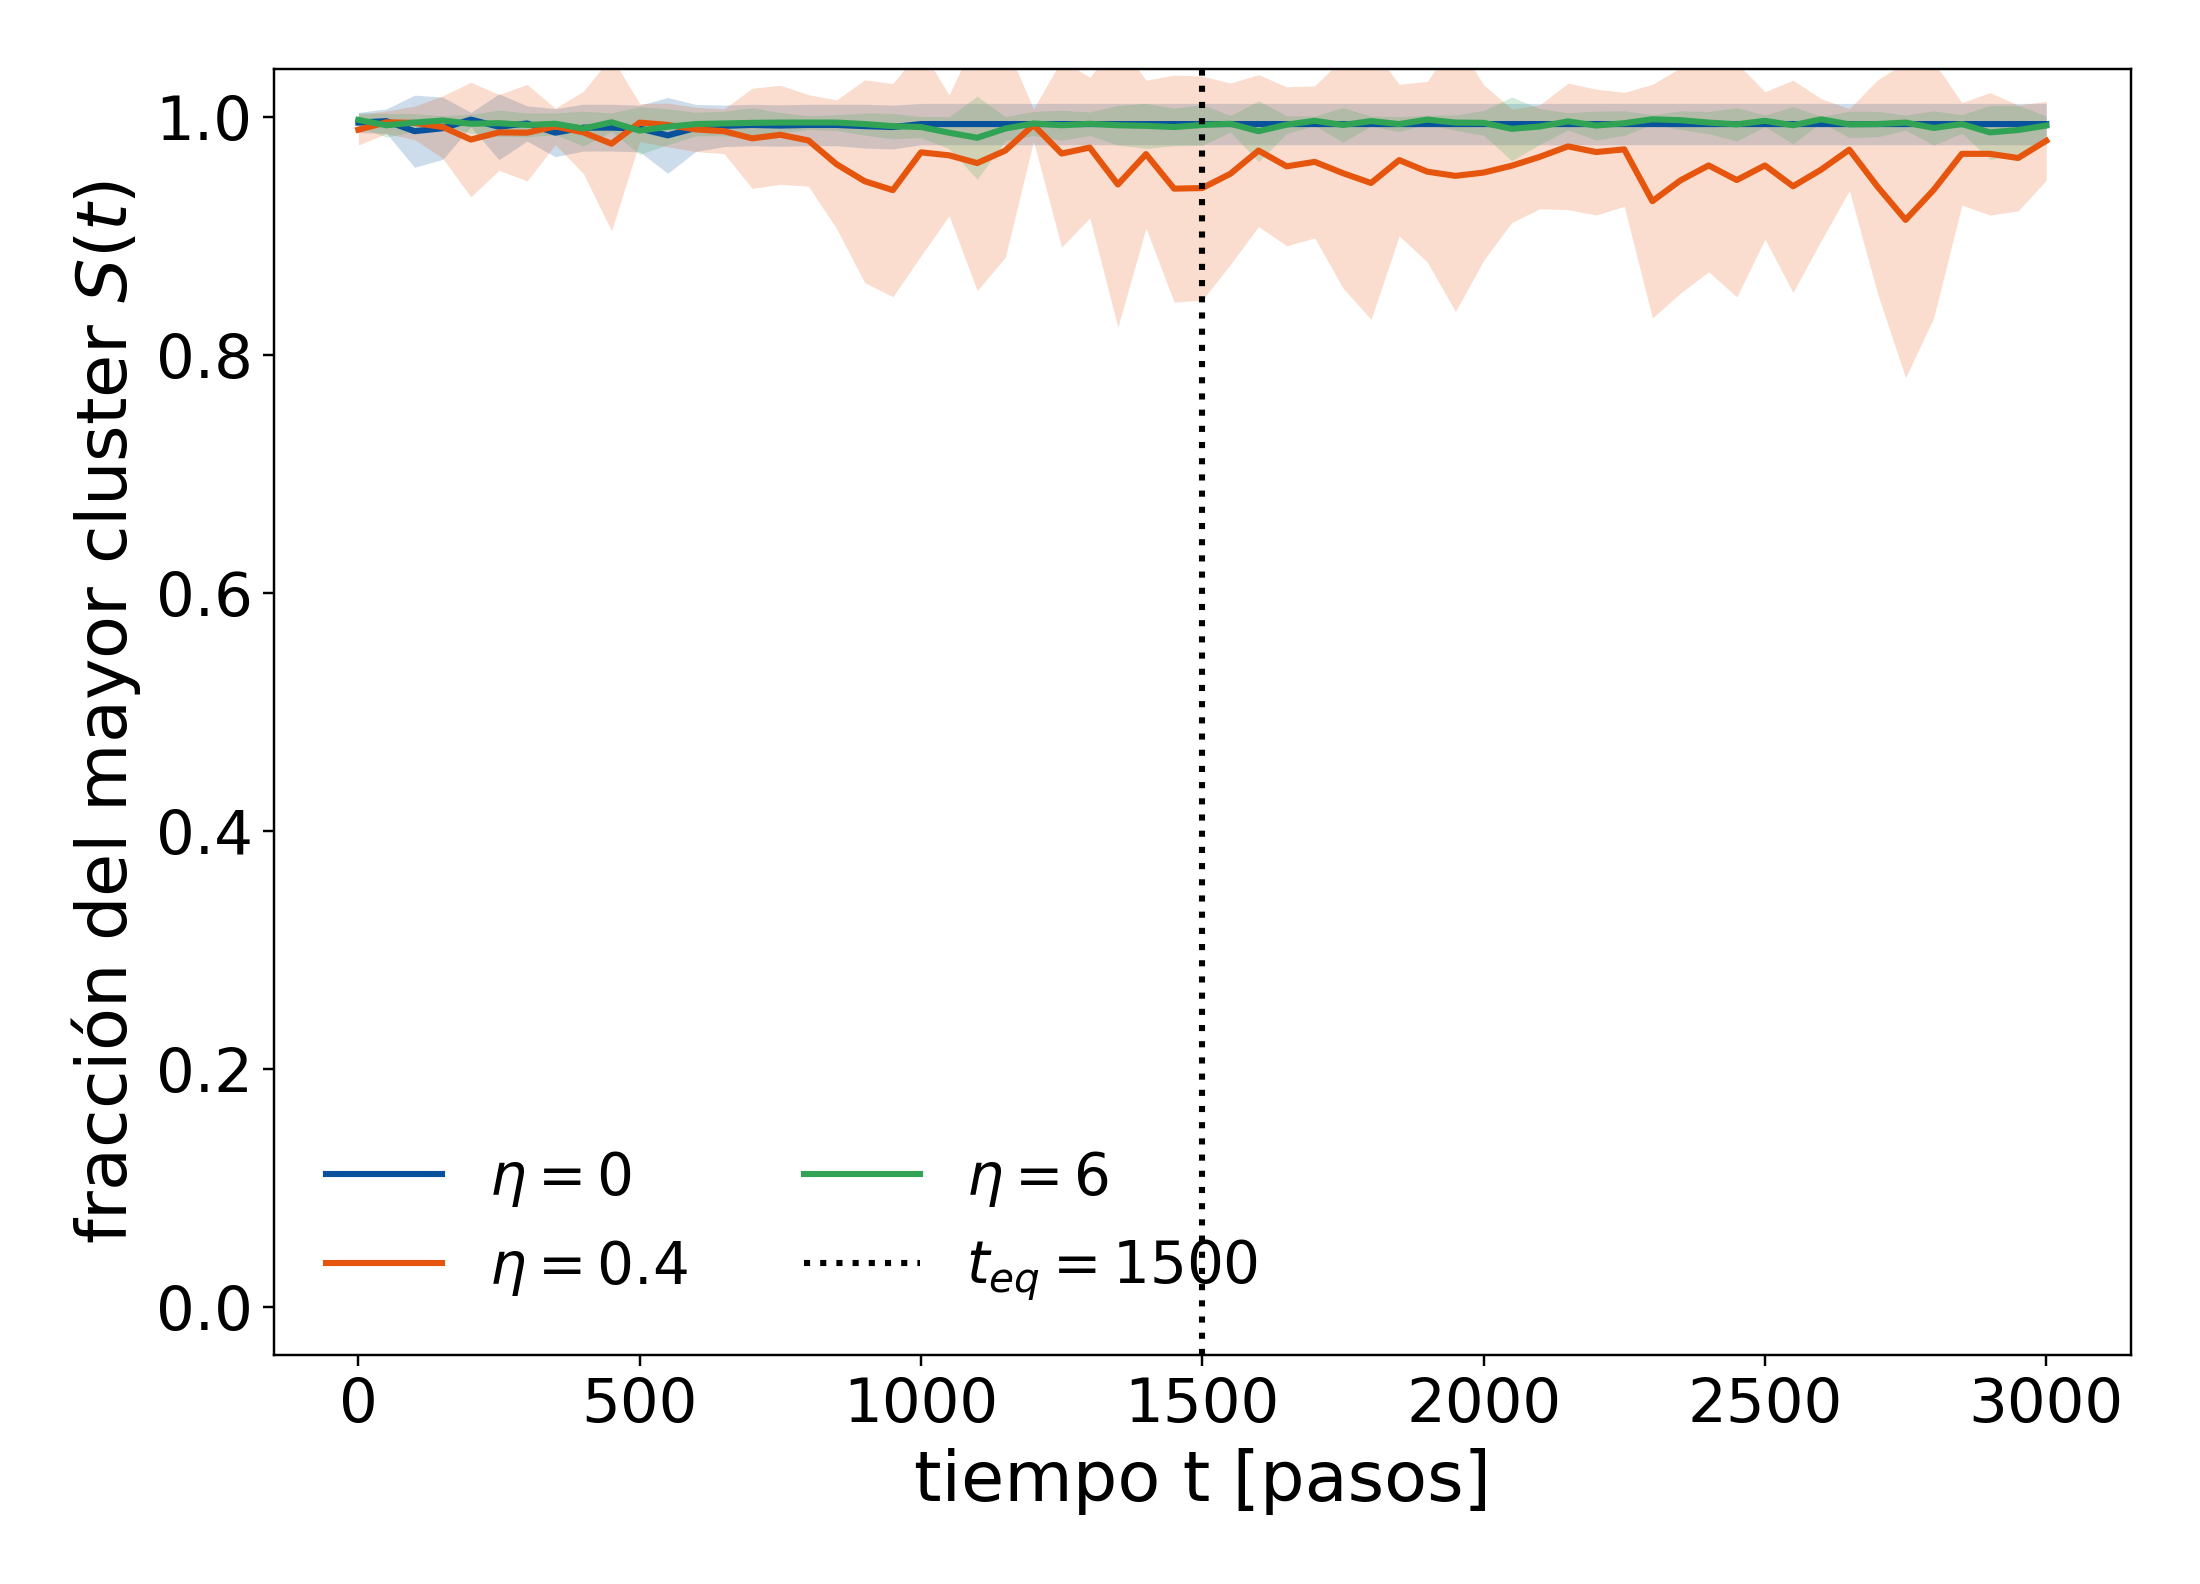 fracción del mayor cluster S(t)
1.0
0.8
0.6
0.4
0.2
0.0
η = 0
η = 6
η = 0.4
t_eq = 1500
0 500 1000 1500 2000 2500 3000
tiempo t [pasos]